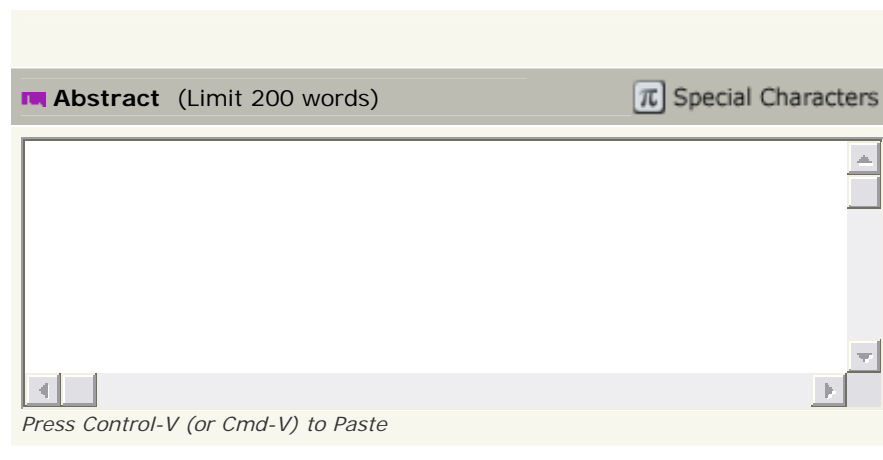 Abstract (Limit 200 words) π Special Characters
Press Control-V (or Cmd-V) to Paste